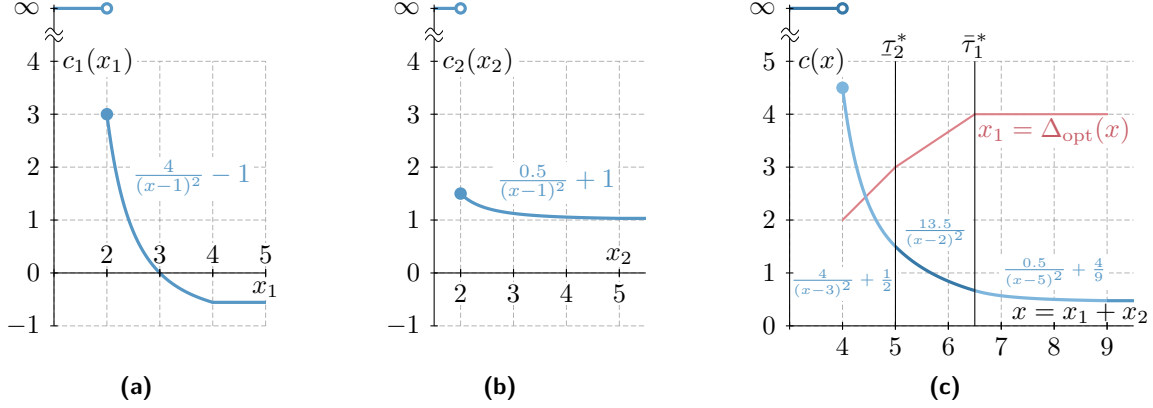 ∞ ∞ ∞
4 c₁(x₁) 4 c₂(x₂) 5 c(x) τ̲₂* τ̄₁*
3 3 4 x₁ = Δ_opt(x)
2 4/(x−1)² − 1 2 0.5/(x−1)² + 1 3
1 2 3 4 5 1 x₂ 2 13.5/(x−2)²
0 x₁ 0 2 3 4 5 1 4/(x−3)² + 1/2 0.5/(x−5)² + 4/9
−1 −1 0 x = x₁ + x₂
4 5 6 7 8 9
(a) (b) (c)